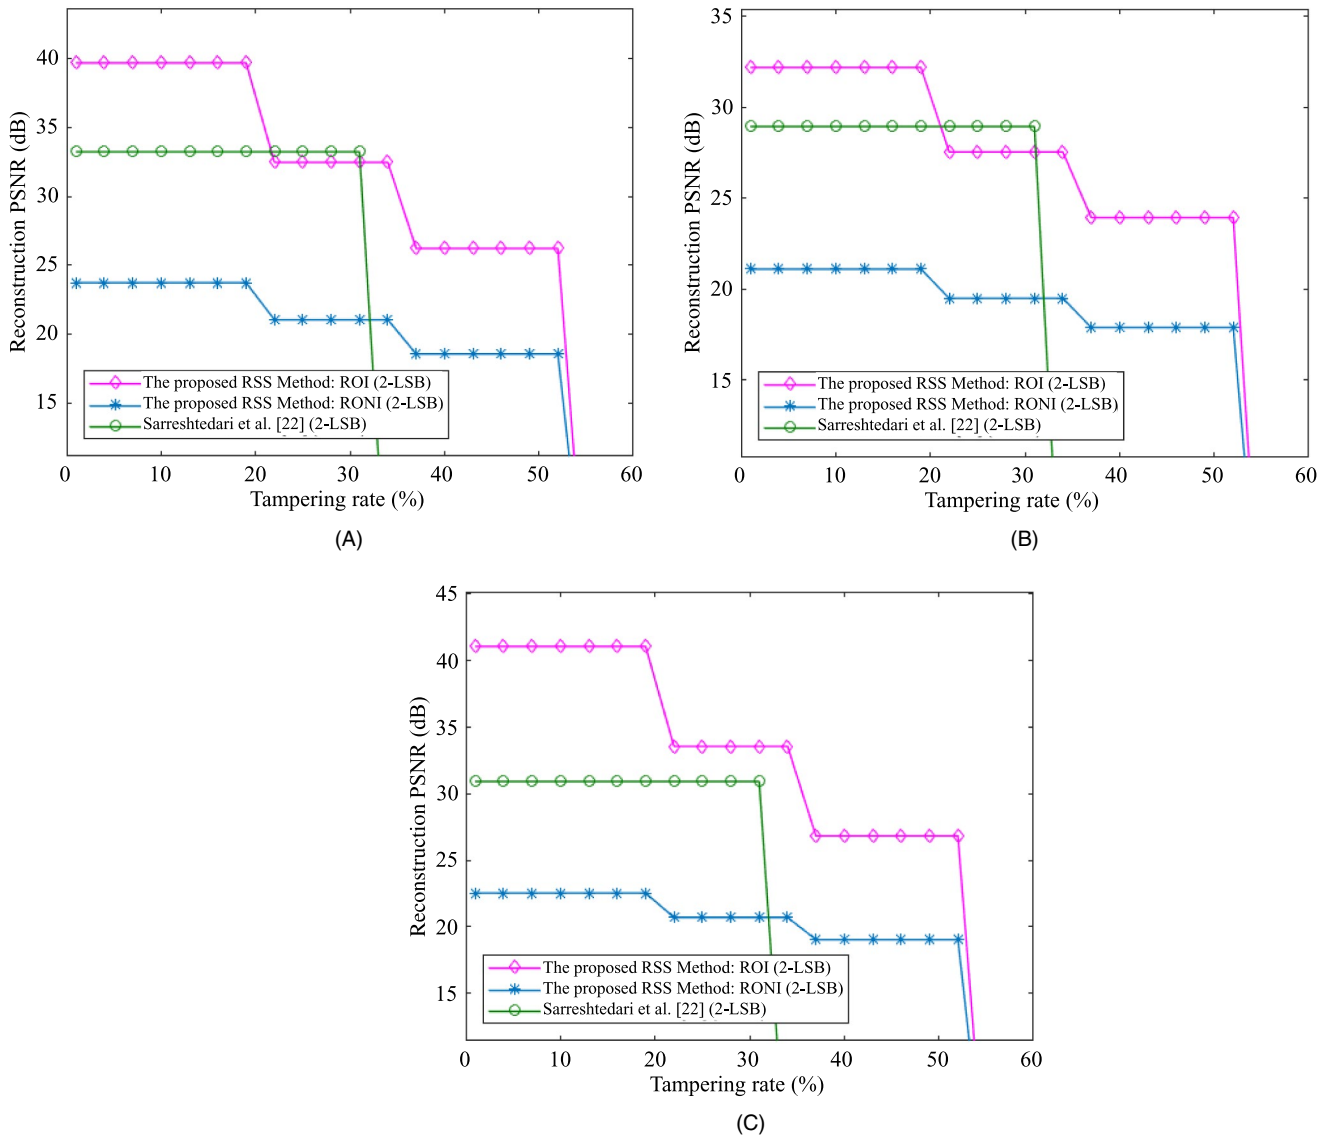 40
35
30
25
20
15
0 10 20 30 40 50 60
Reconstruction PSNR (dB)
Tampering rate (%)
The proposed RSS Method: ROI (2-LSB)
The proposed RSS Method: RONI (2-LSB)
Sarreshtedari et al. [22] (2-LSB)
(A)
35
30
25
20
15
0 10 20 30 40 50 60
Reconstruction PSNR (dB)
Tampering rate (%)
The proposed RSS Method: ROI (2-LSB)
The proposed RSS Method: RONI (2-LSB)
Sarreshtedari et al. [22] (2-LSB)
(B)
45
40
35
30
25
20
15
0 10 20 30 40 50 60
Reconstruction PSNR (dB)
Tampering rate (%)
The proposed RSS Method: ROI (2-LSB)
The proposed RSS Method: RONI (2-LSB)
Sarreshtedari et al. [22] (2-LSB)
(C)